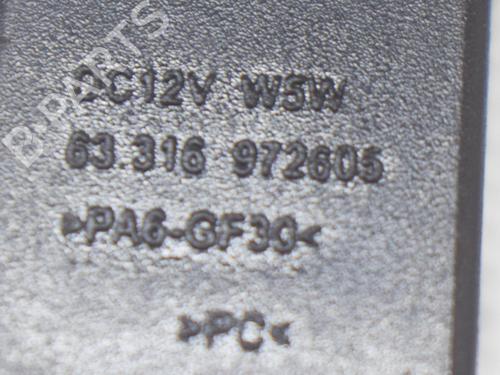 B-PARTS
DC12V W5W
63.316 972605
>PA6-GF30<
>PC<